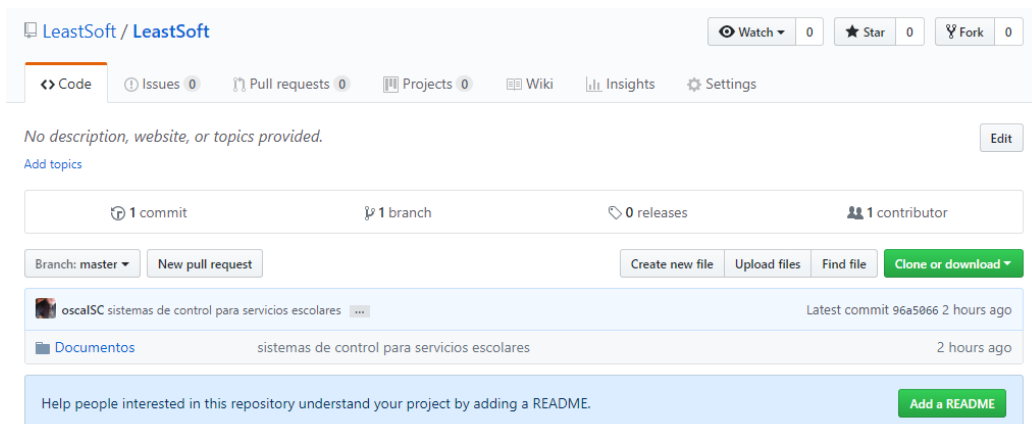 LeastSoft / LeastSoft
Watch 0 Star 0 Fork 0
Code Issues 0 Pull requests 0 Projects 0 Wiki Insights Settings
No description, website, or topics provided. Edit
Add topics
1 commit 1 branch 0 releases 1 contributor
Branch: master New pull request Create new file Upload files Find file Clone or download
oscaISC sistemas de control para servicios escolares ... Latest commit 96a5066 2 hours ago
Documentos sistemas de control para servicios escolares 2 hours ago
Help people interested in this repository understand your project by adding a README. Add a README